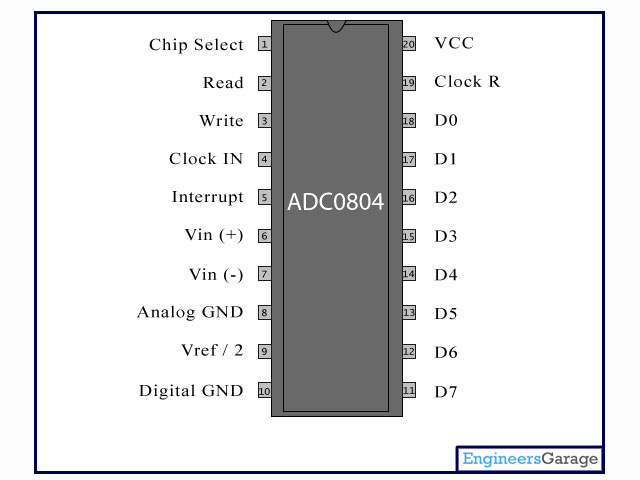 Chip Select 1 20 VCC
Read 2 19 Clock R
Write 3 18 D0
Clock IN 4 17 D1
Interrupt 5 ADC0804 16 D2
Vin (+) 6 15 D3
Vin (-) 7 14 D4
Analog GND 8 13 D5
Vref / 2 9 12 D6
Digital GND 10 11 D7
EngineersGarage